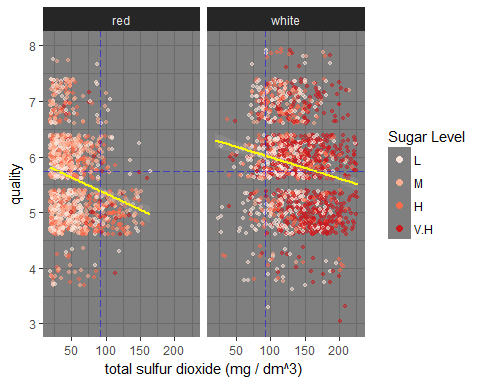 red white
8
7
6
5
4
3
quality
50 100 150 200 50 100 150 200
total sulfur dioxide (mg / dm^3)
Sugar Level
L
M
H
V.H